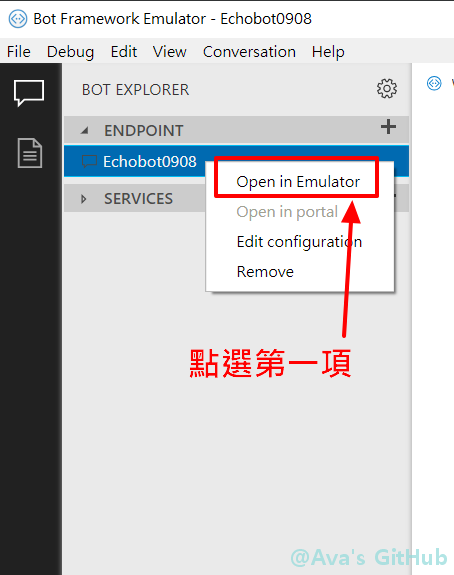 Bot Framework Emulator - Echobot0908
File Debug Edit View Conversation Help
BOT EXPLORER
ENDPOINT
Echobot0908
Open in Emulator
SERVICES
Open in portal
Edit configuration
Remove
點選第一項
@Ava's GitHub